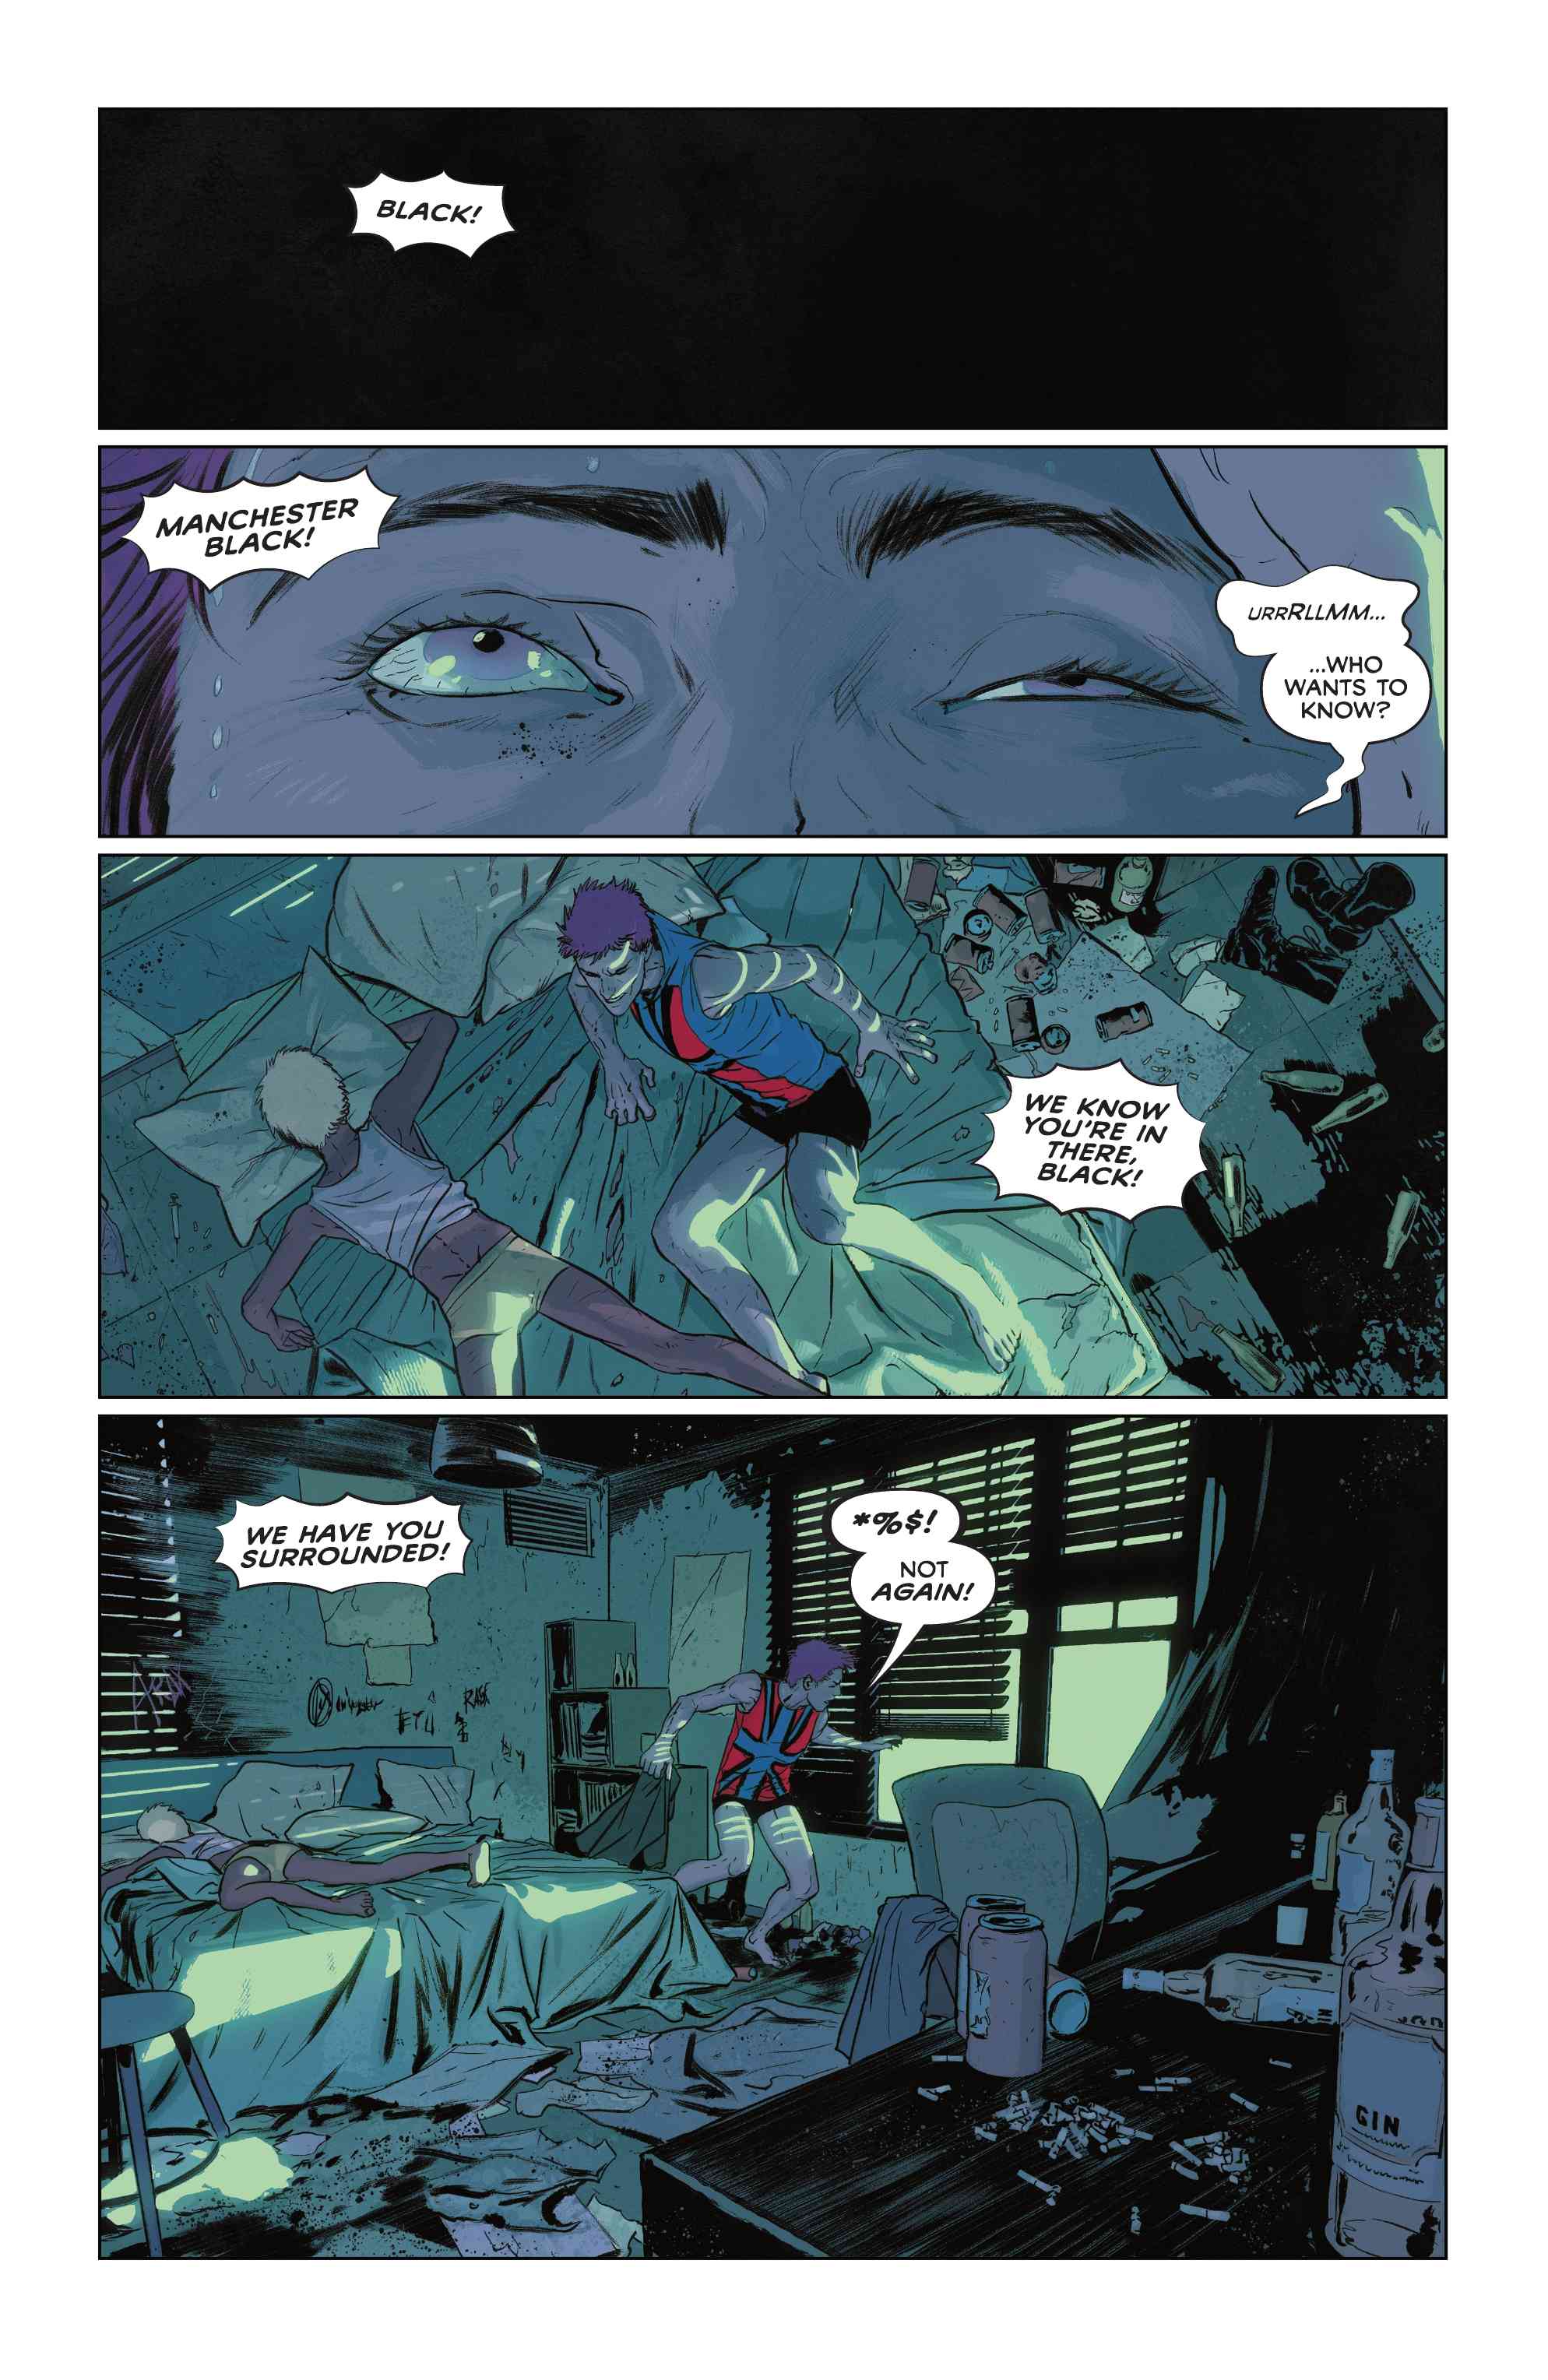 BLACK!
MANCHESTER
BLACK!
URRRLLMM...
...WHO
WANTS TO
KNOW?
WE KNOW
YOU'RE IN
THERE,
BLACK!
WE HAVE YOU
SURROUNDED!
*%$!
NOT
AGAIN!
GIN